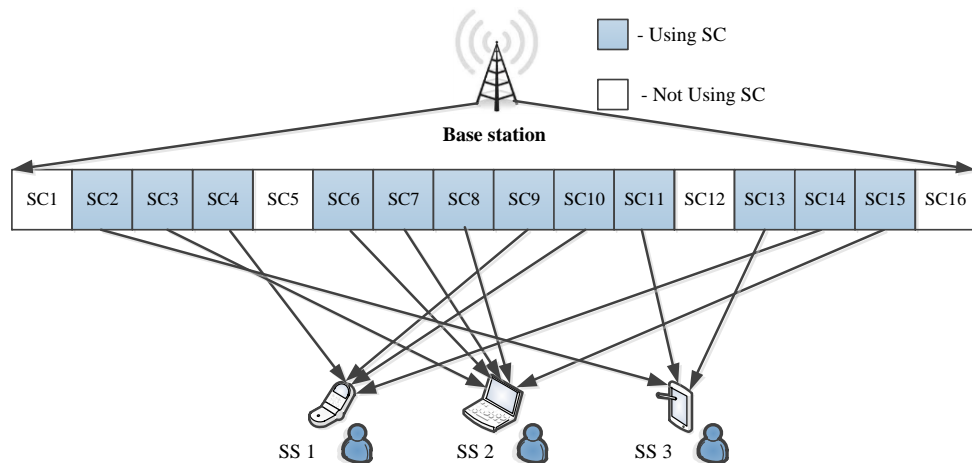 - Using SC
- Not Using SC
Base station
SC1 SC2 SC3 SC4 SC5 SC6 SC7 SC8 SC9 SC10 SC11 SC12 SC13 SC14 SC15 SC16
SS 1 SS 2 SS 3